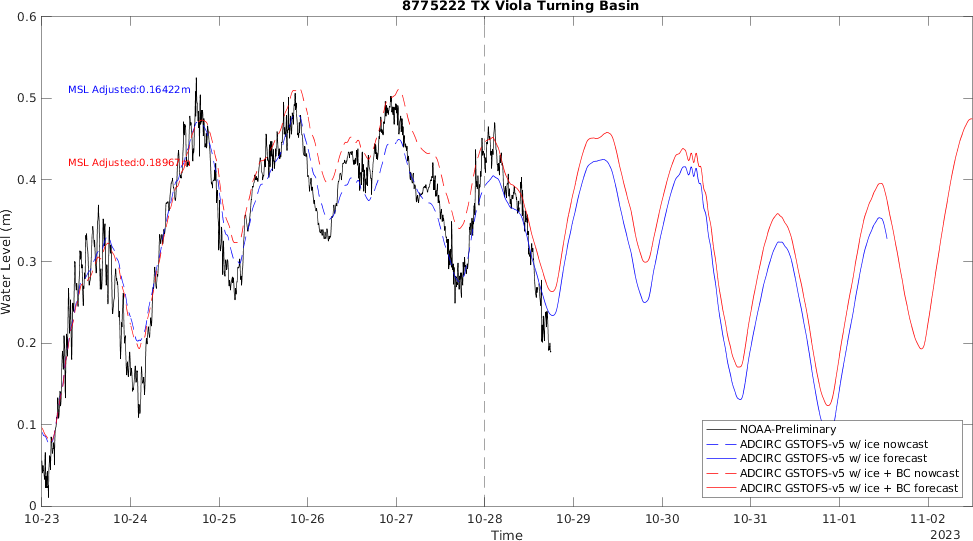 8775222 TX Viola Turning Basin
0.6
0.5
0.4
0.3
0.2
0.1
0
Water Level (m)
MSL Adjusted:0.16422m
MSL Adjusted:0.18967
10-23 10-24 10-25 10-26 10-27 10-28 10-29 10-30 10-31 11-01 11-02
Time
2023
NOAA-Preliminary
ADCIRC GSTOFS-v5 w/ ice nowcast
ADCIRC GSTOFS-v5 w/ ice forecast
ADCIRC GSTOFS-v5 w/ ice + BC nowcast
ADCIRC GSTOFS-v5 w/ ice + BC forecast